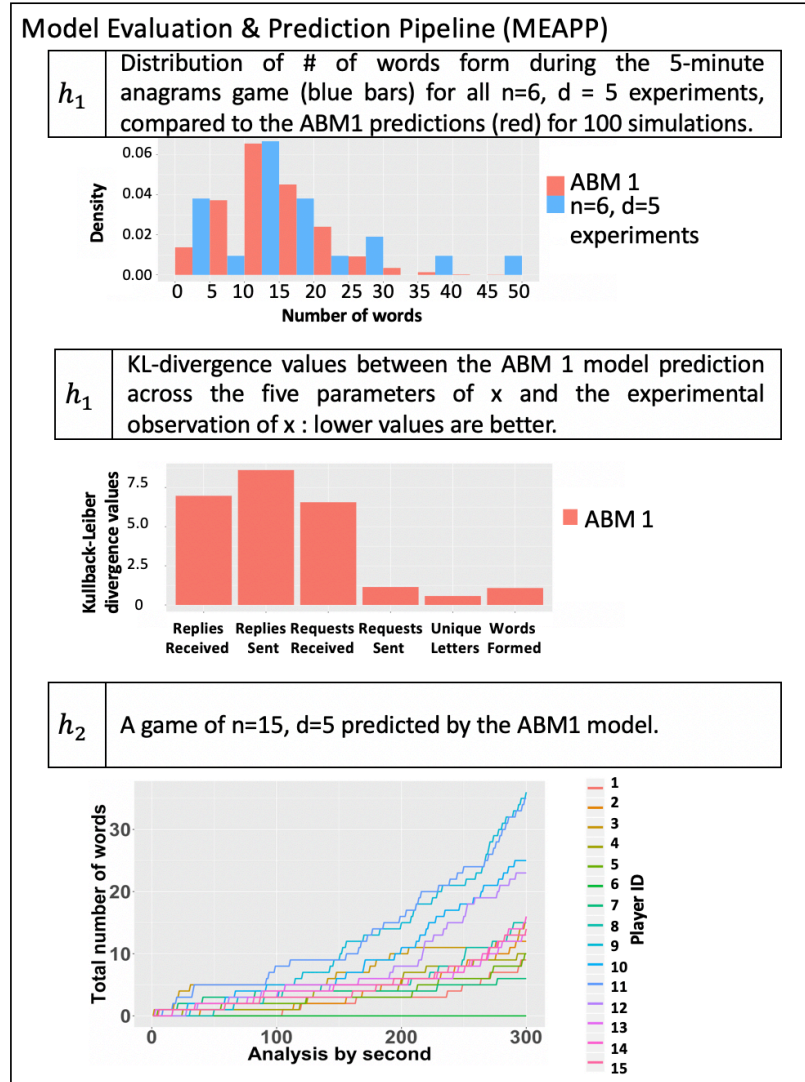 Model Evaluation & Prediction Pipeline (MEAPP)
h₁
Distribution of # of words form during the 5-minute
anagrams game (blue bars) for all n=6, d = 5 experiments,
compared to the ABM1 predictions (red) for 100 simulations.
Density
0.06
0.04
0.02
0.00
0 5 10 11 20 25 30 35 40 45 50
Number of words
ABM 1
n=6, d=5
experiments
h₁
KL-divergence values between the ABM 1 model prediction
across the five parameters of x and the experimental
observation of x : lower values are better.
Kullback-Leiber
divergence values
7.5
5.0
2.5
0
Replies Replies Requests Requests Unique Words
Received Sent Received Sent Letters Formed
ABM 1
h₂
A game of n=15, d=5 predicted by the ABM1 model.
Total number of words
30
20
10
0
0 100 200 300
Analysis by second
1
2
3
4
5
6
7
8
9
10
11
12
13
14
15
Player ID